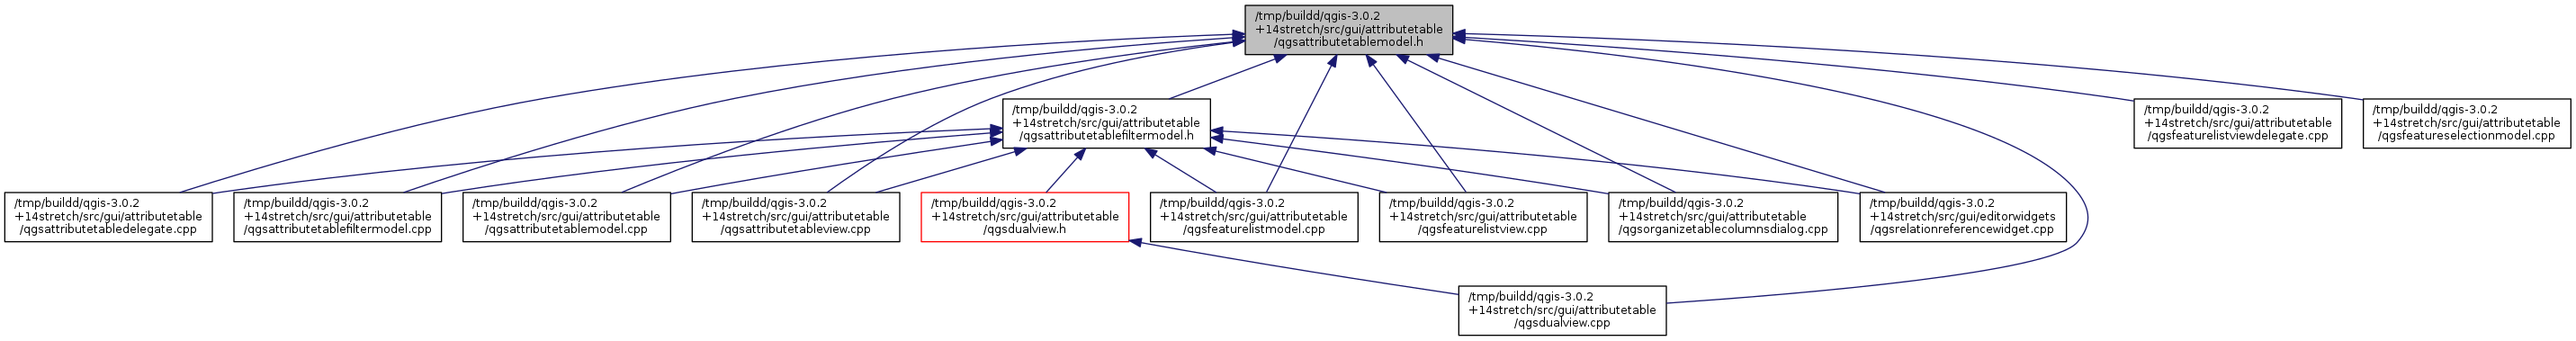 /tmp/buildd/qgis-3.0.2
+14stretch/src/gui/attributetable
/qgsattributetablemodel.h
/tmp/buildd/qgis-3.0.2
+14stretch/src/gui/attributetable
/qgsattributetablefiltermodel.h
/tmp/buildd/qgis-3.0.2
+14stretch/src/gui/attributetable
/qgsfeaturelistviewdelegate.cpp
/tmp/buildd/qgis-3.0.2
+14stretch/src/gui/attributetable
/qgsfeatureselectionmodel.cpp
/tmp/buildd/qgis-3.0.2
+14stretch/src/gui/attributetable
/qgsattributetabledelegate.cpp
/tmp/buildd/qgis-3.0.2
+14stretch/src/gui/attributetable
/qgsattributetablefiltermodel.cpp
/tmp/buildd/qgis-3.0.2
+14stretch/src/gui/attributetable
/qgsattributetablemodel.cpp
/tmp/buildd/qgis-3.0.2
+14stretch/src/gui/attributetable
/qgsattributetableview.cpp
/tmp/buildd/qgis-3.0.2
+14stretch/src/gui/attributetable
/qgsdualview.h
/tmp/buildd/qgis-3.0.2
+14stretch/src/gui/attributetable
/qgsfeaturelistmodel.cpp
/tmp/buildd/qgis-3.0.2
+14stretch/src/gui/attributetable
/qgsfeaturelistview.cpp
/tmp/buildd/qgis-3.0.2
+14stretch/src/gui/attributetable
/qgsorganizetablecolumnsdialog.cpp
/tmp/buildd/qgis-3.0.2
+14stretch/src/gui/editorwidgets
/qgsrelationreferencewidget.cpp
/tmp/buildd/qgis-3.0.2
+14stretch/src/gui/attributetable
/qgsdualview.cpp